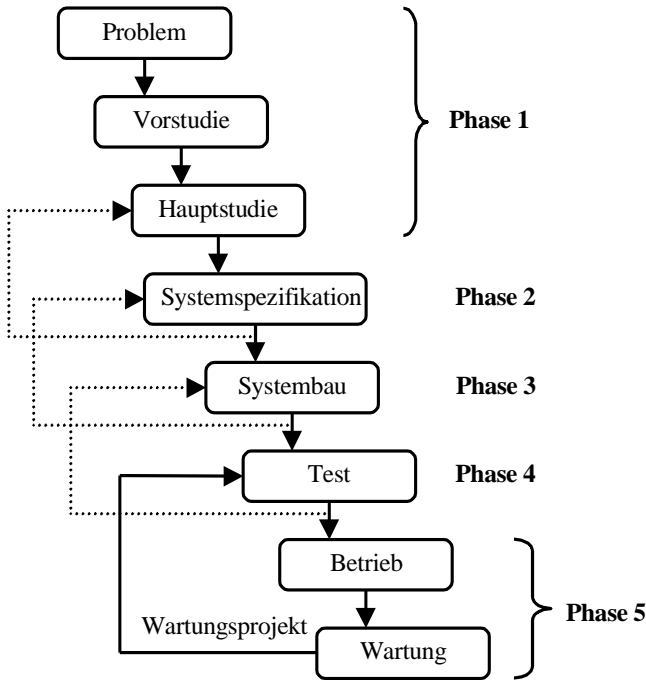 Problem
Vorstudie
Phase 1
Hauptstudie
Systemspezifikation
Phase 2
Systembau
Phase 3
Test
Phase 4
Betrieb
Phase 5
Wartungsprojekt
Wartung